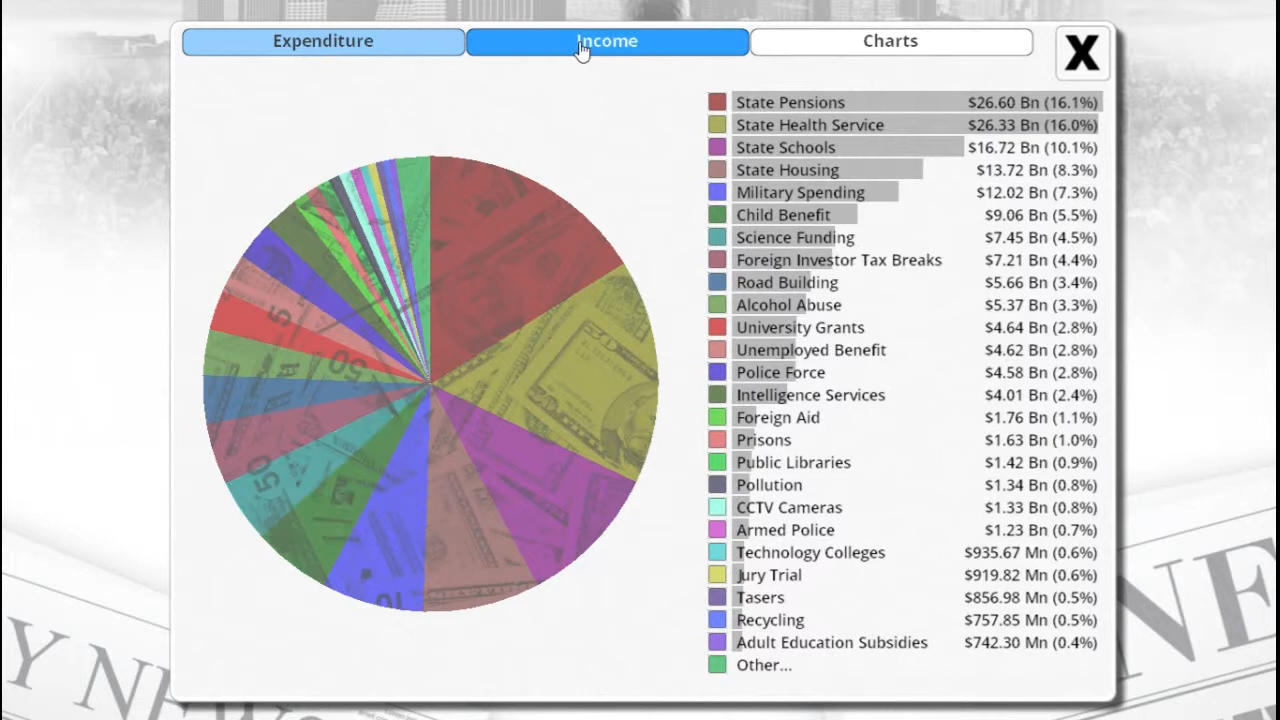 Expenditure
Income
Charts
X
State Pensions $26.60 Bn (16.1%)
State Health Service $26.33 Bn (16.0%)
State Schools $16.72 Bn (10.1%)
State Housing $13.72 Bn (8.3%)
Military Spending $12.02 Bn (7.3%)
Child Benefit $9.06 Bn (5.5%)
Science Funding $7.45 Bn (4.5%)
Foreign Investor Tax Breaks $7.21 Bn (4.4%)
Road Building $5.66 Bn (3.4%)
Alcohol Abuse $5.37 Bn (3.3%)
University Grants $4.64 Bn (2.8%)
Unemployed Benefit $4.62 Bn (2.8%)
Police Force $4.58 Bn (2.8%)
Intelligence Services $4.01 Bn (2.4%)
Foreign Aid $1.76 Bn (1.1%)
Prisons $1.63 Bn (1.0%)
Public Libraries $1.42 Bn (0.9%)
Pollution $1.34 Bn (0.8%)
CCTV Cameras $1.33 Bn (0.8%)
Armed Police $1.23 Bn (0.7%)
Technology Colleges $935.67 Mn (0.6%)
Jury Trial $919.82 Mn (0.6%)
Tasers $856.98 Mn (0.5%)
Recycling $757.85 Mn (0.5%)
Adult Education Subsidies $742.30 Mn (0.4%)
Other...
Y NEWS
NE